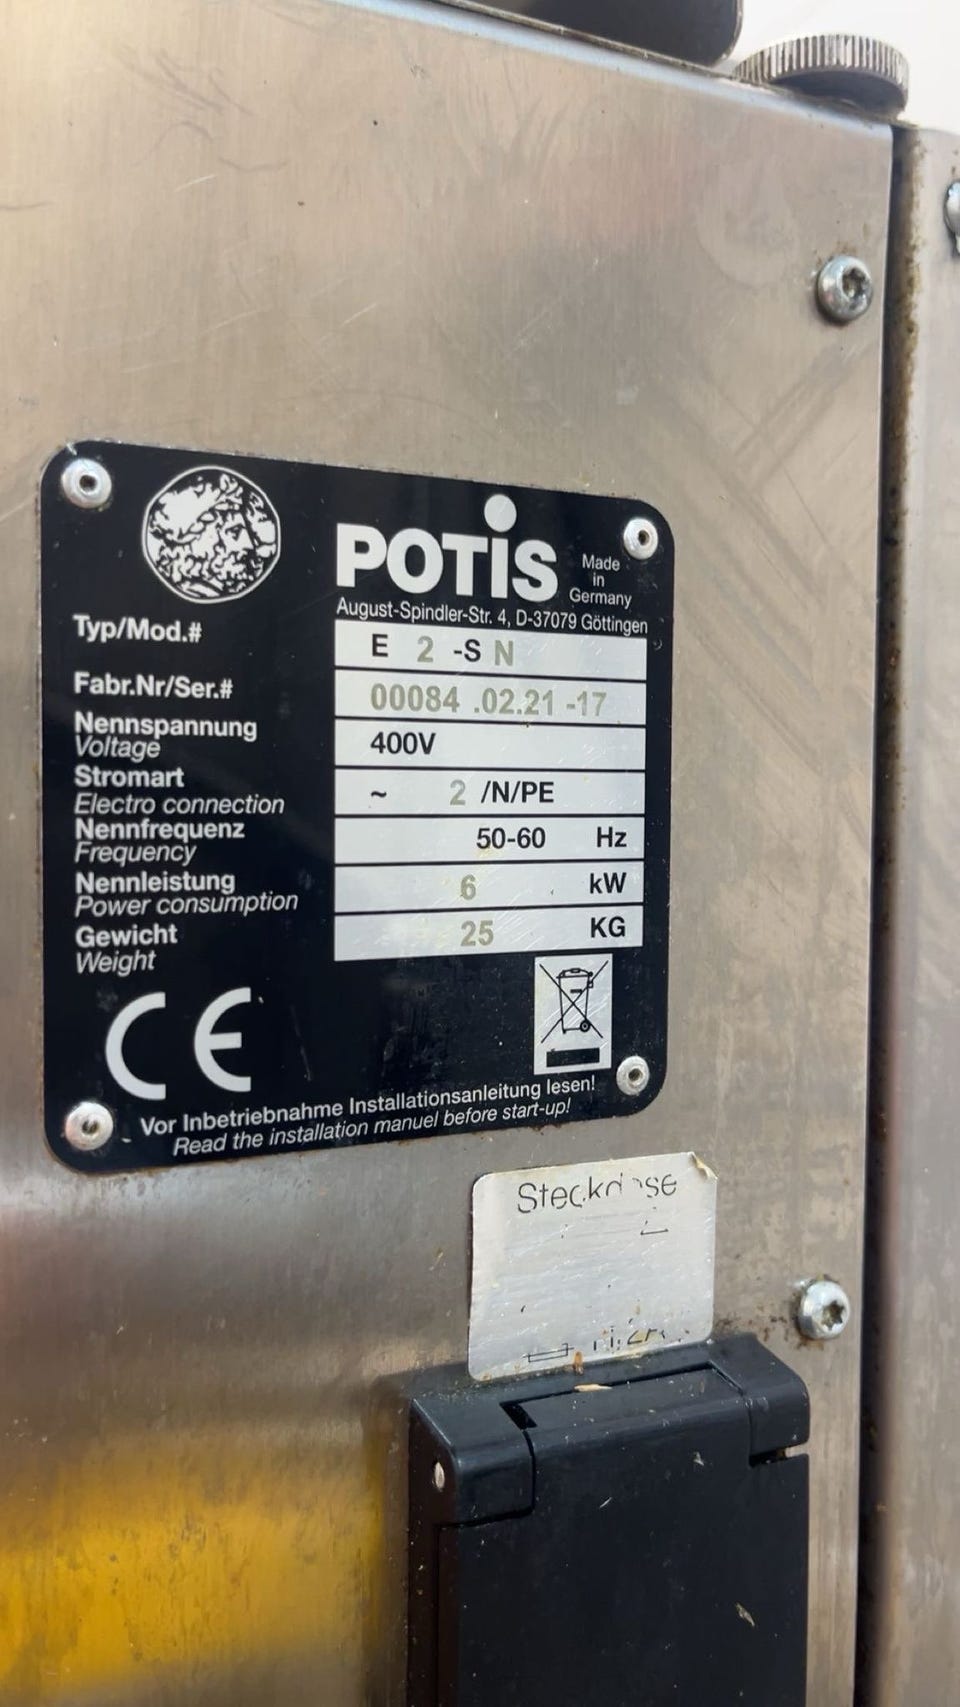 POTIS
Made
in
Germany
August-Spindler-Str. 4, D-37079 Göttingen
Typ/Mod.# E 2 -S N
Fabr.Nr/Ser.# 00084 .02.21 -17
Nennspannung
Voltage 400V
Stromart
Electro connection ~ 2 /N/PE
Nennfrequenz
Frequency 50-60 Hz
Nennleistung
Power consumption 6 kW
Gewicht
Weight 25 KG
CE
Vor Inbetriebnahme Installationsanleitung lesen!
Read the installation manuel before start-up!